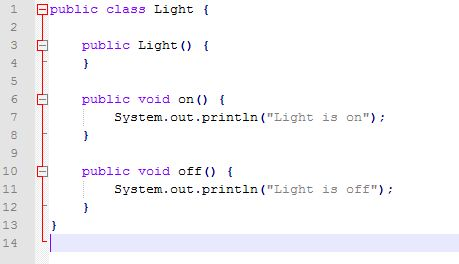 1 public class Light {
2
3 public Light() {
4 }
5
6 public void on() {
7 System.out.println("Light is on");
8 }
9
10 public void off() {
11 System.out.println("Light is off");
12 }
13 }
14